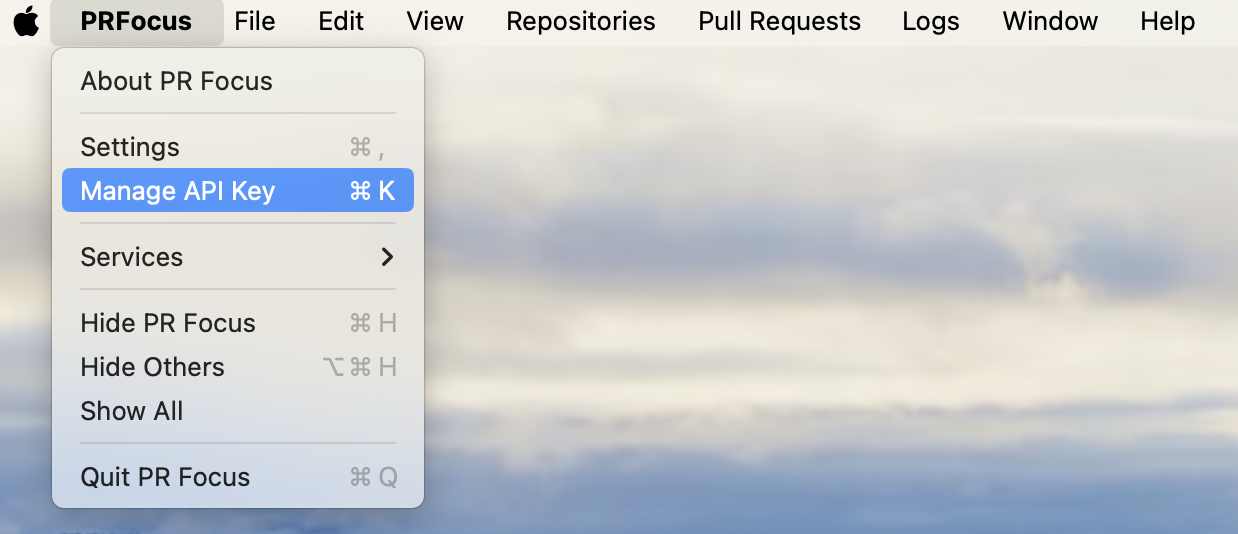 PRFocus File Edit View Repositories Pull Requests Logs Window Help
About PR Focus
Settings ⌘ ,
Manage API Key ⌘ K
Services
Hide PR Focus ⌘ H
Hide Others ⌥ ⌘ H
Show All
Quit PR Focus ⌘ Q